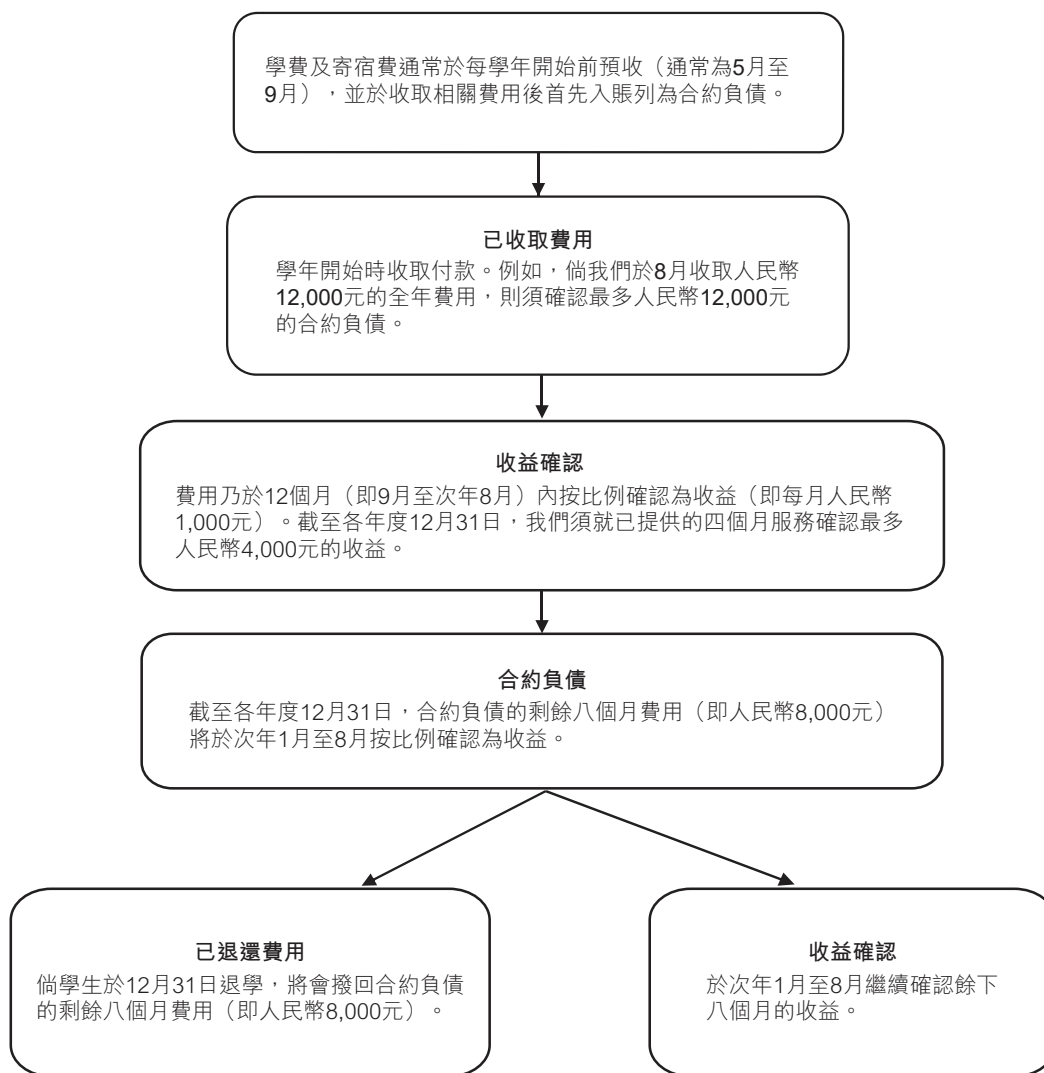 學費及寄宿費通常於每學年開始前預收（通常為5月至
9月），並於收取相關費用後首先入賬列為合約負債。
已收取費用
學年開始時收取付款。例如，倘我們於8月收取人民幣
12,000元的全年費用，則須確認最多人民幣12,000元
的合約負債。
收益確認
費用乃於12個月（即9月至次年8月）內按比例確認為收益（即每月人民幣
1,000元）。截至各年度12月31日，我們須就已提供的四個月服務確認最多
人民幣4,000元的收益。
合約負債
截至各年度12月31日，合約負債的剩餘八個月費用（即人民幣8,000元）
將於次年1月至8月按比例確認為收益。
已退還費用
倘學生於12月31日退學，將會撥回合約負債
的剩餘八個月費用（即人民幣8,000元）。
收益確認
於次年1月至8月繼續確認餘下
八個月的收益。